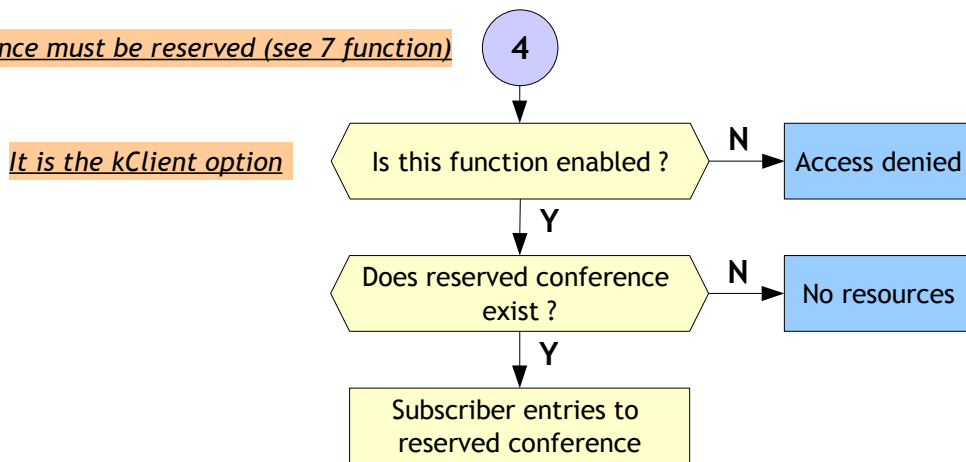 must be reserved (see 7 function)
4
It is the kClient option
Is this function enabled ?
N
Access denied
Y
Does reserved conference
exist ?
N
No resources
Y
Subscriber entries to
reserved conference